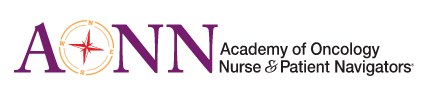 AONN
Academy of Oncology
Nurse & Patient Navigators®
N
W E
S